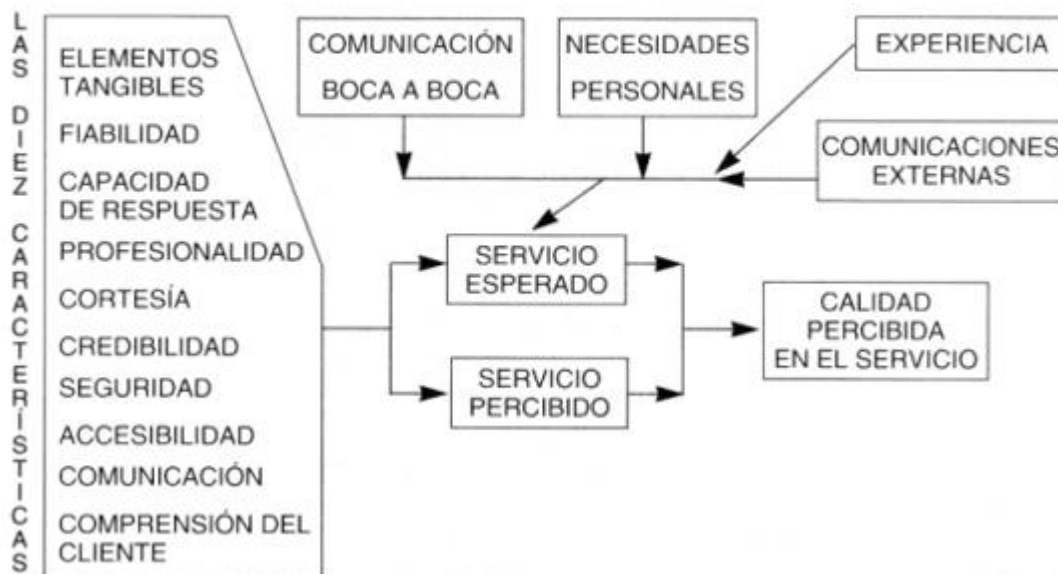 LAS DIEZ CARACTERÍSTICAS
ELEMENTOS
TANGIBLES
FIABILIDAD
CAPACIDAD
DE RESPUESTA
PROFESIONALIDAD
CORTESÍA
CREDIBILIDAD
SEGURIDAD
ACCESIBILIDAD
COMUNICACIÓN
COMPRENSIÓN DEL
CLIENTE
COMUNICACIÓN
BOCA A BOCA
NECESIDADES
PERSONALES
EXPERIENCIA
COMUNICACIONES
EXTERNAS
SERVICIO
ESPERADO
SERVICIO
PERCIBIDO
CALIDAD
PERCIBIDA
EN EL SERVICIO